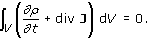 ∫_V (∂ρ/∂t + div J) dV = 0.